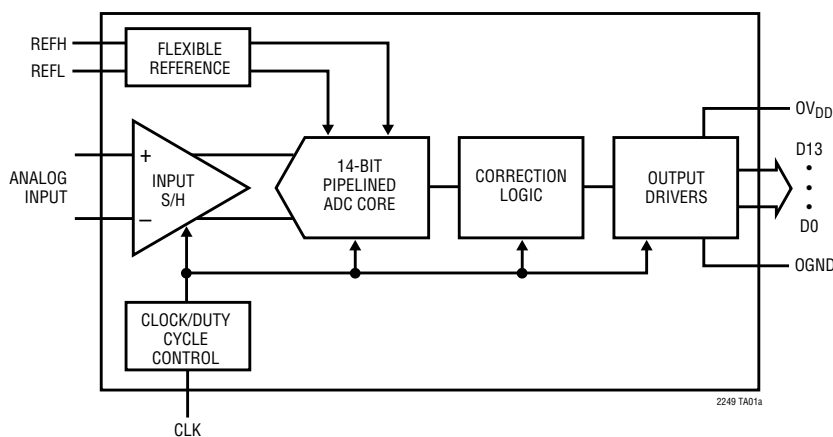 REFH
REFL
FLEXIBLE
REFERENCE
OVDD
D13
•
•
•
D0
OGND
ANALOG
INPUT
+
–
INPUT
S/H
14-BIT
PIPELINED
ADC CORE
CORRECTION
LOGIC
OUTPUT
DRIVERS
CLOCK/DUTY
CYCLE
CONTROL
CLK
2249 TA01a